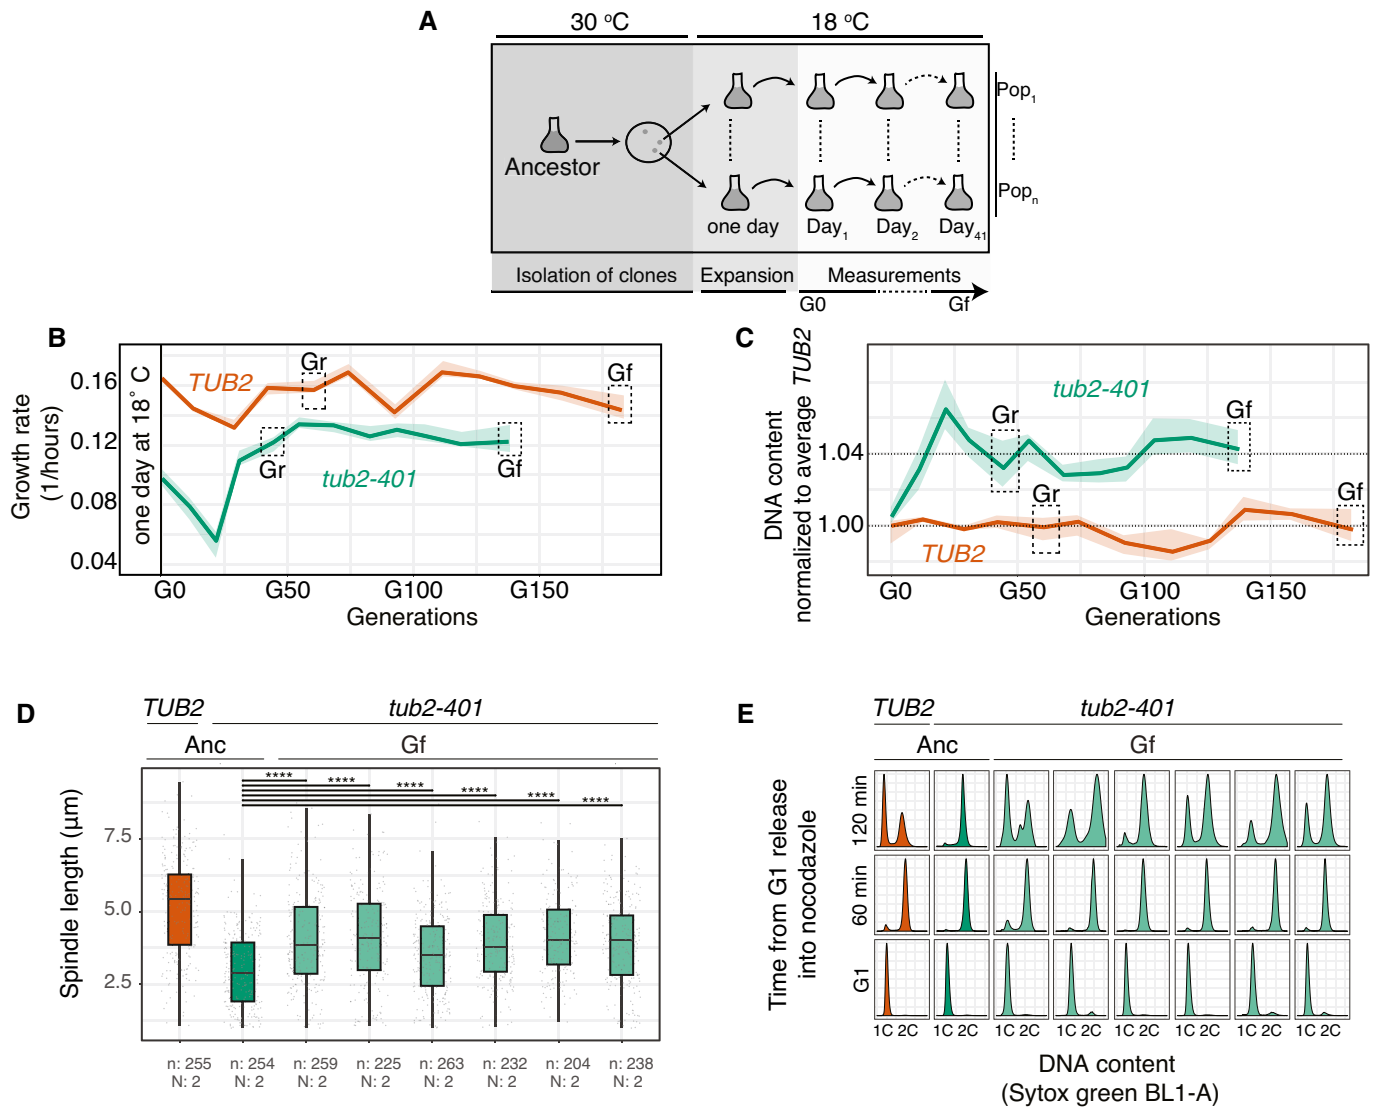 A
30 °C
18 °C
Ancestor
Pop1
Popn
one day
Day1
Day2
Day41
Isolation of clones
Expansion
Measurements
G0
Gf
B
Growth rate
(1/hours)
0.16
0.12
0.08
0.04
one day at 18° C
TUB2
Gr
Gf
Gr
Gf
tub2-401
G0
G50
G100
G150
Generations
C
DNA content
normalized to average TUB2
1.04
1.00
tub2-401
Gr
Gf
Gr
Gf
TUB2
G0
G50
G100
G150
Generations
D
TUB2
tub2-401
Anc
Gf
Spindle length (µm)
7.5
5.0
2.5
****
****
****
****
****
****
n: 255
N: 2
n: 254
N: 2
n: 259
N: 2
n: 225
N: 2
n: 263
N: 2
n: 232
N: 2
n: 204
N: 2
n: 238
N: 2
E
TUB2
tub2-401
Anc
Gf
Time from G1 release
into nocodazole
120 min
60 min
G1
1C 2C 1C 2C 1C 2C 1C 2C 1C 2C 1C 2C 1C 2C 1C 2C
DNA content
(Sytox green BL1-A)